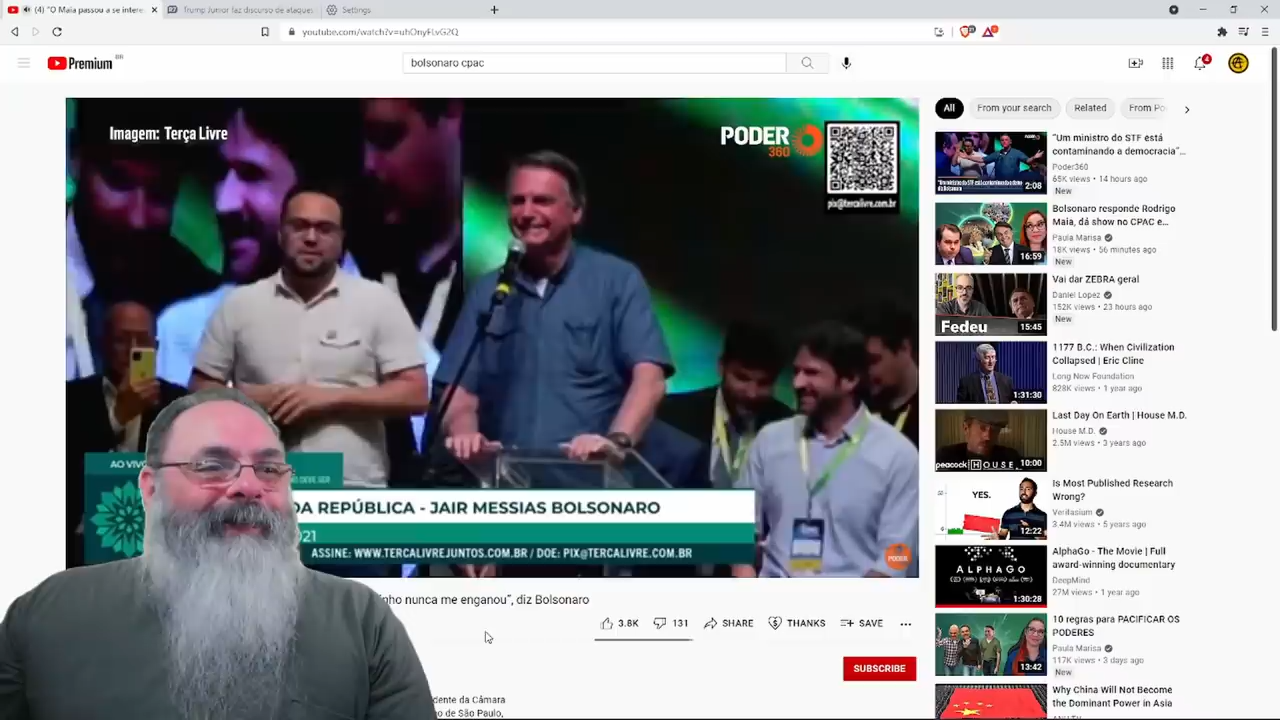 (4) "O Maia passou a se intere
Trump Junior faz discurso de ataques
Settings
youtube.com/watch?v=uhOnyFLvG2Q
Premium BR
bolsonaro cpac
4
Imagem: Terça Livre
PODER
360
pix@tercalivre.com.br
AO VIVO
DA REPÚBLICA - JAIR MESSIAS BOLSONARO
21
ASSINE: WWW.TERCALIVREJUNTOS.COM.BR / DOE: PIX@TERCALIVRE.COM.BR
nho nunca me enganou”, diz Bolsonaro
3.8K
131
SHARE
THANKS
SAVE
SUBSCRIBE
dente da Câmara
o de São Paulo,
All
From your search
Related
From Po
"Um ministro do STF está
contaminando a democracia"...
Poder360
65K views • 14 hours ago
New
2:08
Bolsonaro responde Rodrigo
Maia, dá show no CPAC e...
Paula Marisa
18K views • 56 minutes ago
New
16:59
Vai dar ZEBRA geral
Daniel Lopez
152K views • 23 hours ago
New
Fedeu
15:45
1177 B.C.: When Civilization
Collapsed | Eric Cline
Long Now Foundation
828K views • 1 year ago
1:31:30
Last Day On Earth | House M.D.
House M.D.
2.5M views • 3 years ago
peacock HOUSE
10:00
Is Most Published Research
Wrong?
Veritasium
3.4M views • 5 years ago
YES.
12:22
AlphaGo - The Movie | Full
award-winning documentary
DeepMind
27M views • 1 year ago
ALPHAGO
1:30:28
10 regras para PACIFICAR OS
PODERES
Paula Marisa
117K views • 3 days ago
New
13:42
Why China Will Not Become
the Dominant Power in Asia